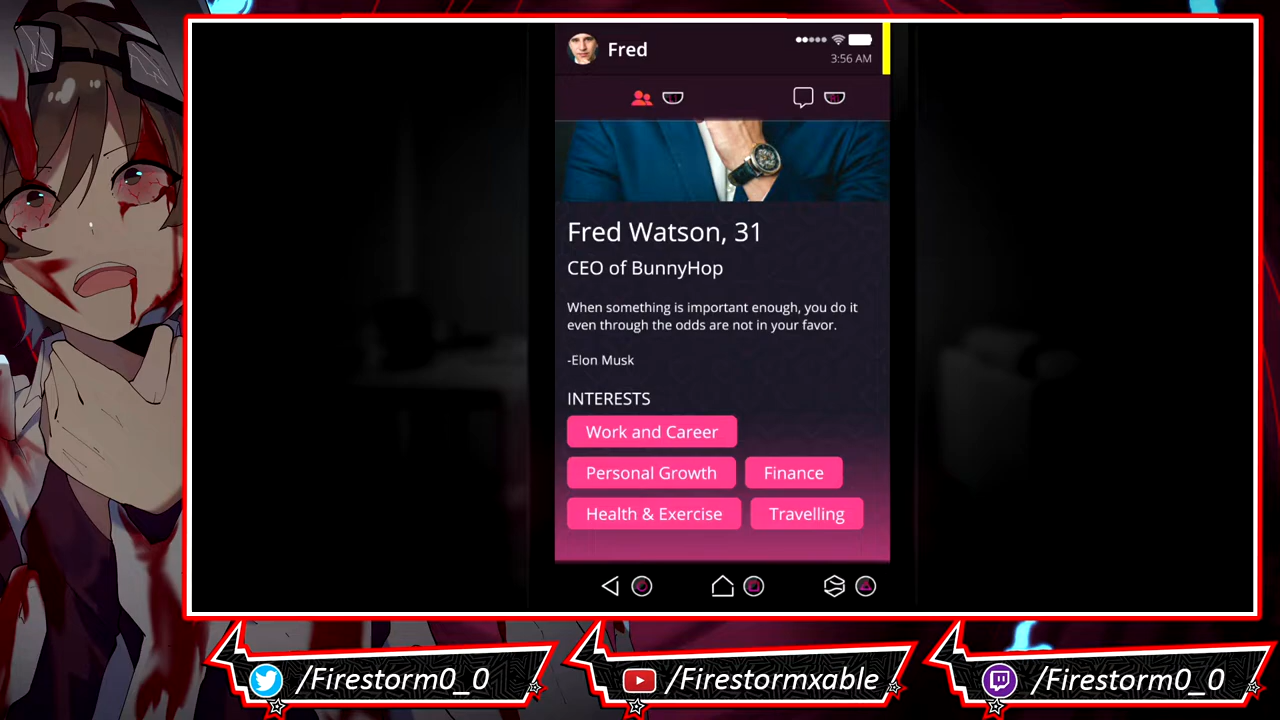 Fred
3:56 AM
Fred Watson, 31
CEO of BunnyHop
When something is important enough, you do it
even through the odds are not in your favor.
-Elon Musk
INTERESTS
Work and Career
Personal Growth
Finance
Health & Exercise
Travelling
/Firestorm0_0
/Firestormxable
/Firestorm0_0